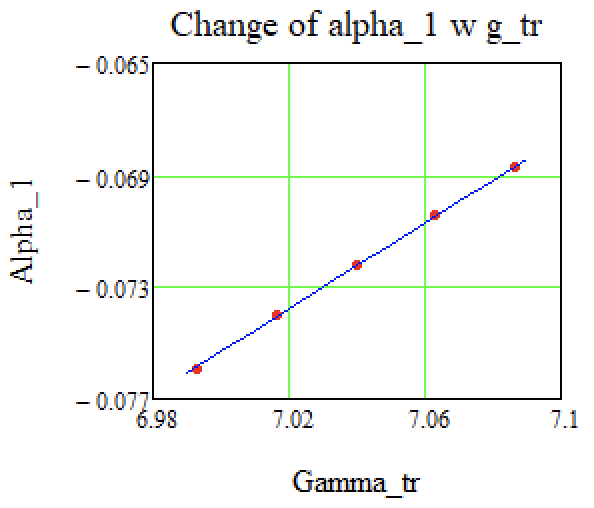 Change of alpha_1 w g_tr
− 0.065
− 0.069
− 0.073
− 0.077
Alpha_1
6.98
7.02
7.06
7.1
Gamma_tr